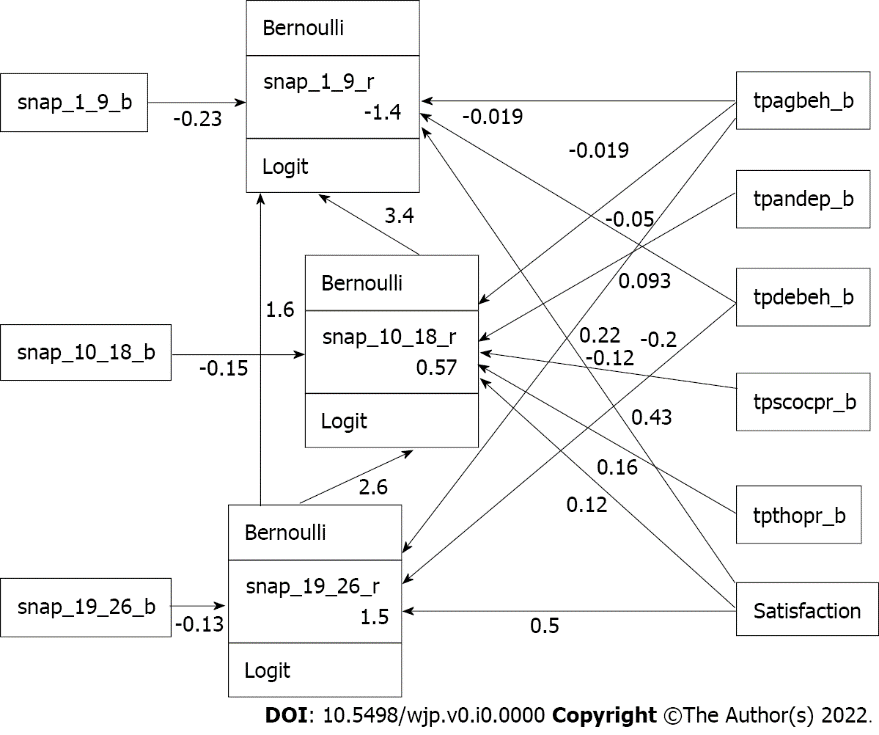 Bernoulli
snap_1_9_r
-1.4
Logit
snap_1_9_b
-0.23
tpagbeh_b
-0.019
-0.019
tpandep_b
3.4
-0.05
Bernoulli
snap_10_18_r
0.57
Logit
0.093
tpdebeh_b
1.6
snap_10_18_b
-0.15
0.22
-0.2
-0.12
tpscocpr_b
0.43
0.16
2.6
0.12
tpthopr_b
Bernoulli
snap_19_26_r
1.5
Logit
snap_19_26_b
-0.13
0.5
Satisfaction
DOI: 10.5498/wjp.v0.i0.0000 Copyright ©The Author(s) 2022.